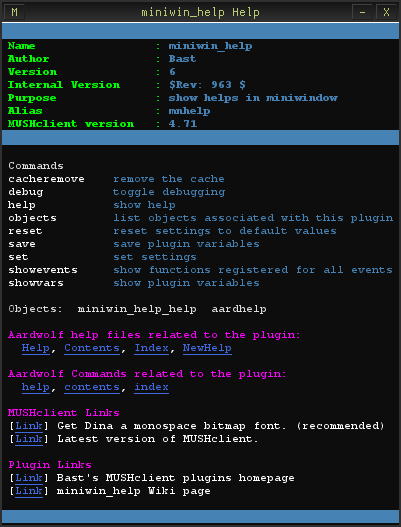 M miniwin_help Help - X
Name : miniwin_help
Author : Bast
Version : 6
Internal Version : $Rev: 963 $
Purpose : show helps in miniwindow
Alias : mnhelp
MUSHclient version : 4.71
Commands
cacheremove remove the cache
debug toggle debugging
help show help
objects list objects associated with this plugin
reset reset settings to default values
save save plugin variables
set set settings
showevents show functions registered for all events
showvars show plugin variables
Objects: miniwin_help_help aardhelp
Aardwolf help files related to the plugin:
Help, Contents, Index, NewHelp
Aardwolf Commands related to the plugin:
help, contents, index
MUSHclient Links
[Link] Get Dina a monospace bitmap font. (recommended)
[Link] Latest version of MUSHclient.
Plugin Links
[Link] Bast's MUSHclient plugins homepage
[Link] miniwin_help Wiki page